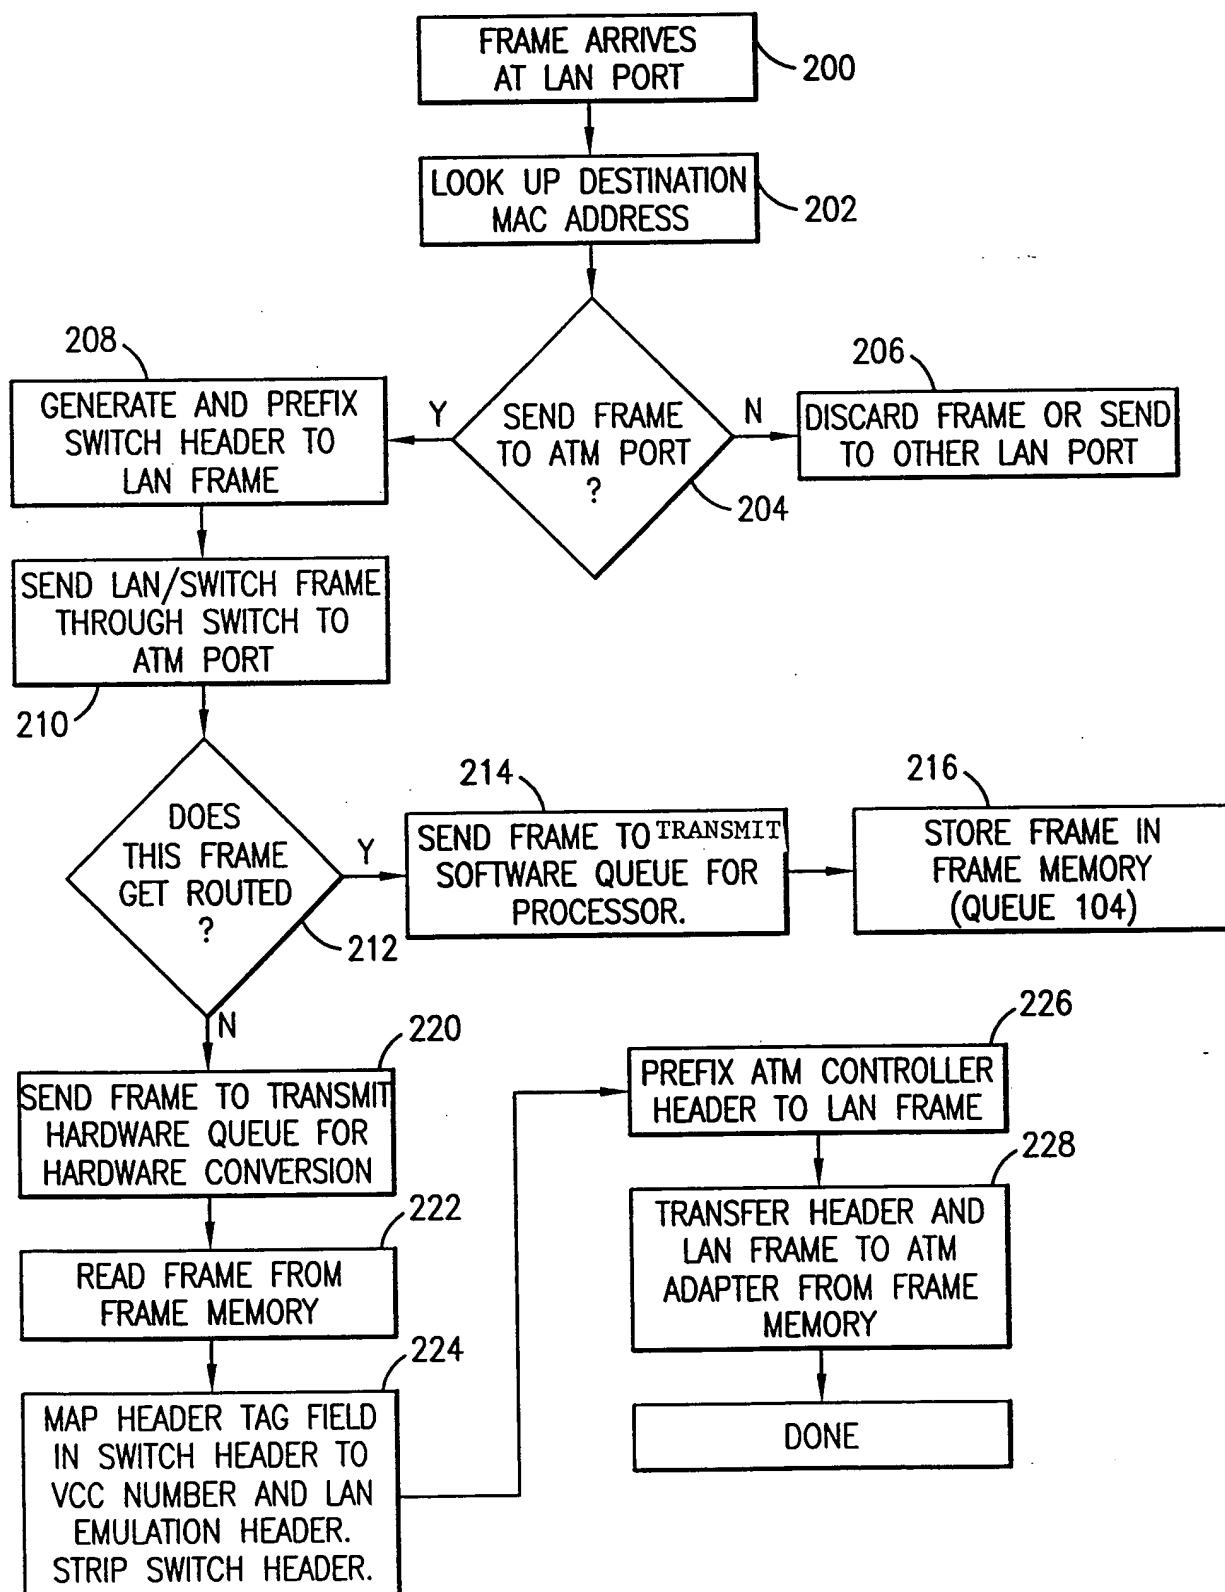 FRAME ARRIVES
AT LAN PORT
200
LOOK UP DESTINATION
MAC ADDRESS
202
208
GENERATE AND PREFIX
SWITCH HEADER TO
LAN FRAME
Y
SEND FRAME
TO ATM PORT
?
204
N
206
DISCARD FRAME OR SEND
TO OTHER LAN PORT
SEND LAN/SWITCH FRAME
THROUGH SWITCH TO
ATM PORT
210
DOES
THIS FRAME
GET ROUTED
?
212
Y
214
SEND FRAME TO TRANSMIT
SOFTWARE QUEUE FOR
PROCESSOR.
216
STORE FRAME IN
FRAME MEMORY
(QUEUE 104)
N
220
SEND FRAME TO TRANSMIT
HARDWARE QUEUE FOR
HARDWARE CONVERSION
222
READ FRAME FROM
FRAME MEMORY
224
MAP HEADER TAG FIELD
IN SWITCH HEADER TO
VCC NUMBER AND LAN
EMULATION HEADER.
STRIP SWITCH HEADER.
226
PREFIX ATM CONTROLLER
HEADER TO LAN FRAME
228
TRANSFER HEADER AND
LAN FRAME TO ATM
ADAPTER FROM FRAME
MEMORY
DONE